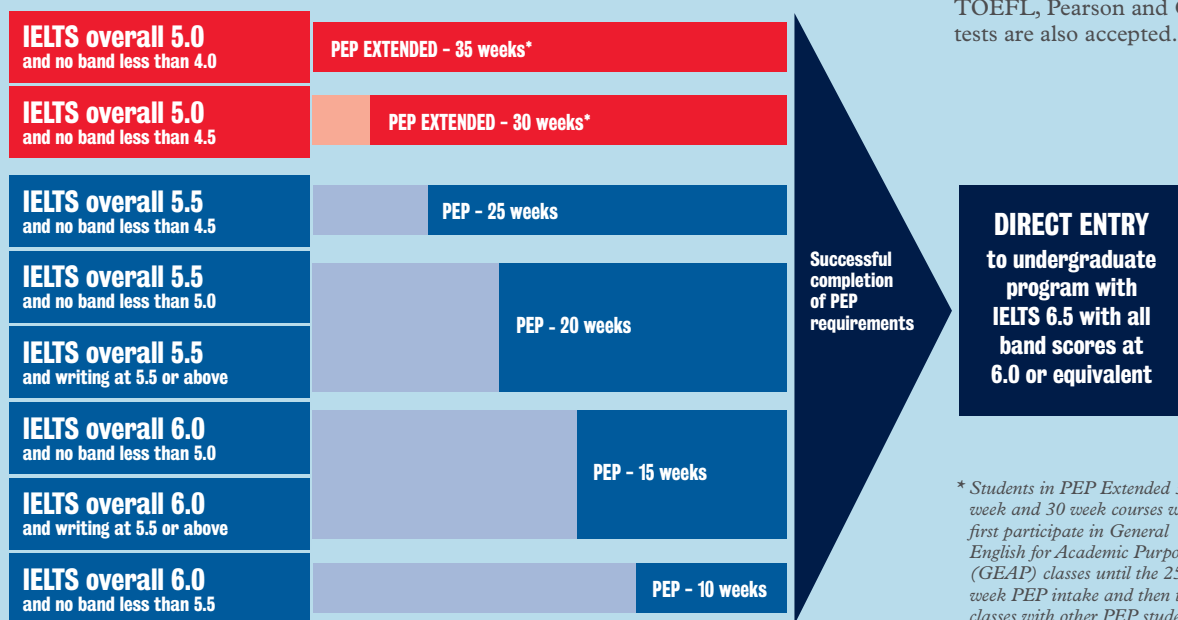 TOEFL, Pearson and
tests are also accepted.
IELTS overall 5.0
and no band less than 4.0
PEP EXTENDED - 35 weeks*
IELTS overall 5.0
and no band less than 4.5
PEP EXTENDED - 30 weeks*
IELTS overall 5.5
and no band less than 4.5
PEP - 25 weeks
IELTS overall 5.5
and no band less than 5.0
IELTS overall 5.5
and writing at 5.5 or above
PEP - 20 weeks
IELTS overall 6.0
and no band less than 5.0
IELTS overall 6.0
and writing at 5.5 or above
PEP - 15 weeks
IELTS overall 6.0
and no band less than 5.5
PEP - 10 weeks
Successful
completion
of PEP
requirements
DIRECT ENTRY
to undergraduate
program with
IELTS 6.5 with all
band scores at
6.0 or equivalent
* Students in PEP Extended
week and 30 week courses
first participate in General
English for Academic
(GEAP) classes until the
week PEP intake and then
classes with other PEP